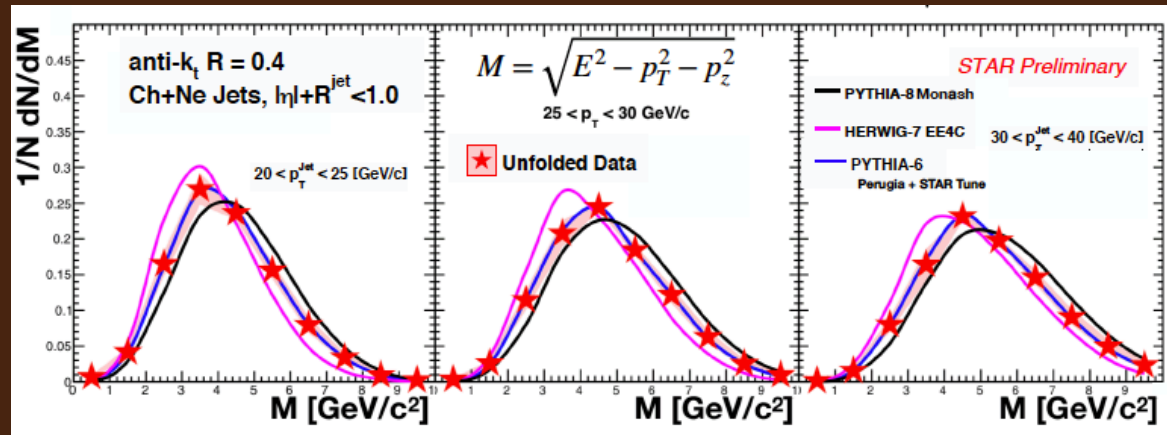 1/N dN/dM
0.45
0.4
0.35
0.3
0.25
0.2
0.15
0.1
0.05
0
anti-kt R = 0.4
Ch+Ne Jets, |η|+R^jet<1.0
20 < p_T^Jet < 25 [GeV/c]
0 1 2 3 4 5 6 7 8 9
M [GeV/c²]
M = √(E² − p_T² − p_z²)
25 < p_T < 30 GeV/c
Unfolded Data
1 2 3 4 5 6 7 8 9
M [GeV/c²]
STAR Preliminary
PYTHIA-8 Monash
HERWIG-7 EE4C
30 < p_T^Jet < 40 [GeV/c]
PYTHIA-6
Perugia + STAR Tune
1 2 3 4 5 6 7 8 9 10
M [GeV/c²]